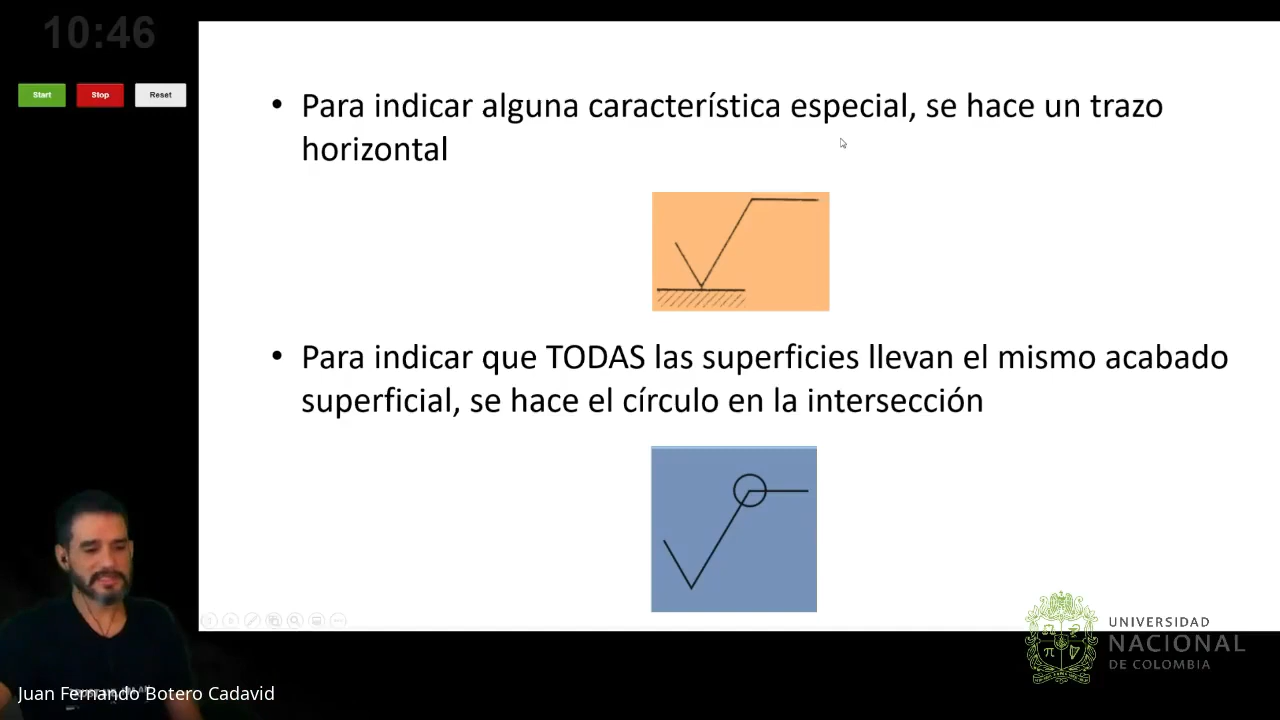 10:46
Start
Stop
Reset
• Para indicar alguna característica especial, se hace un trazo
horizontal
• Para indicar que TODAS las superficies llevan el mismo acabado
superficial, se hace el círculo en la intersección
UNIVERSIDAD
NACIONAL
DE COLOMBIA
Juan Fernando Botero Cadavid